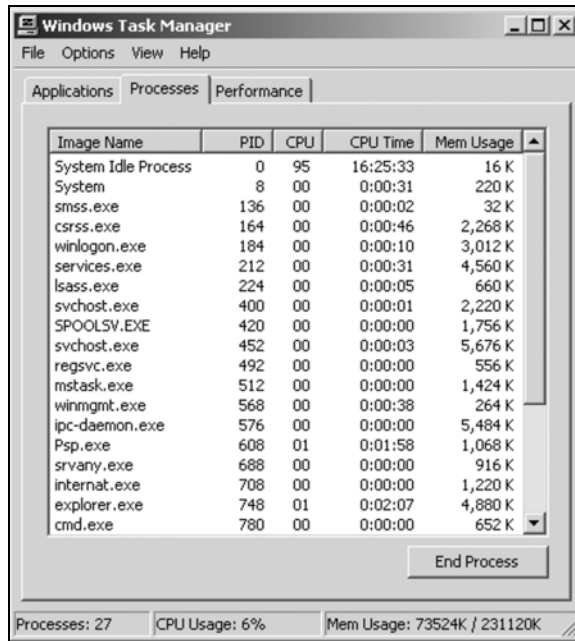 Windows Task Manager
File Options View Help
Applications Processes Performance
Image Name PID CPU CPU Time Mem Usage
System Idle Process 0 95 16:25:33 16 K
System 8 00 0:00:31 220 K
smss.exe 136 00 0:00:02 32 K
csrss.exe 164 00 0:00:46 2,268 K
winlogon.exe 184 00 0:00:10 3,012 K
services.exe 212 00 0:00:31 4,560 K
lsass.exe 224 00 0:00:05 660 K
svchost.exe 400 00 0:00:01 2,220 K
SPOOLSV.EXE 420 00 0:00:00 1,756 K
svchost.exe 452 00 0:00:03 5,676 K
regsvc.exe 492 00 0:00:00 556 K
mstask.exe 512 00 0:00:00 1,424 K
winmgmt.exe 568 00 0:00:38 264 K
ipc-daemon.exe 576 00 0:00:00 5,484 K
Psp.exe 608 01 0:01:58 1,068 K
srvany.exe 688 00 0:00:00 916 K
internat.exe 708 00 0:00:00 1,220 K
explorer.exe 748 01 0:02:07 4,880 K
cmd.exe 780 00 0:00:00 652 K
End Process
Processes: 27 CPU Usage: 6% Mem Usage: 73524K / 231120K